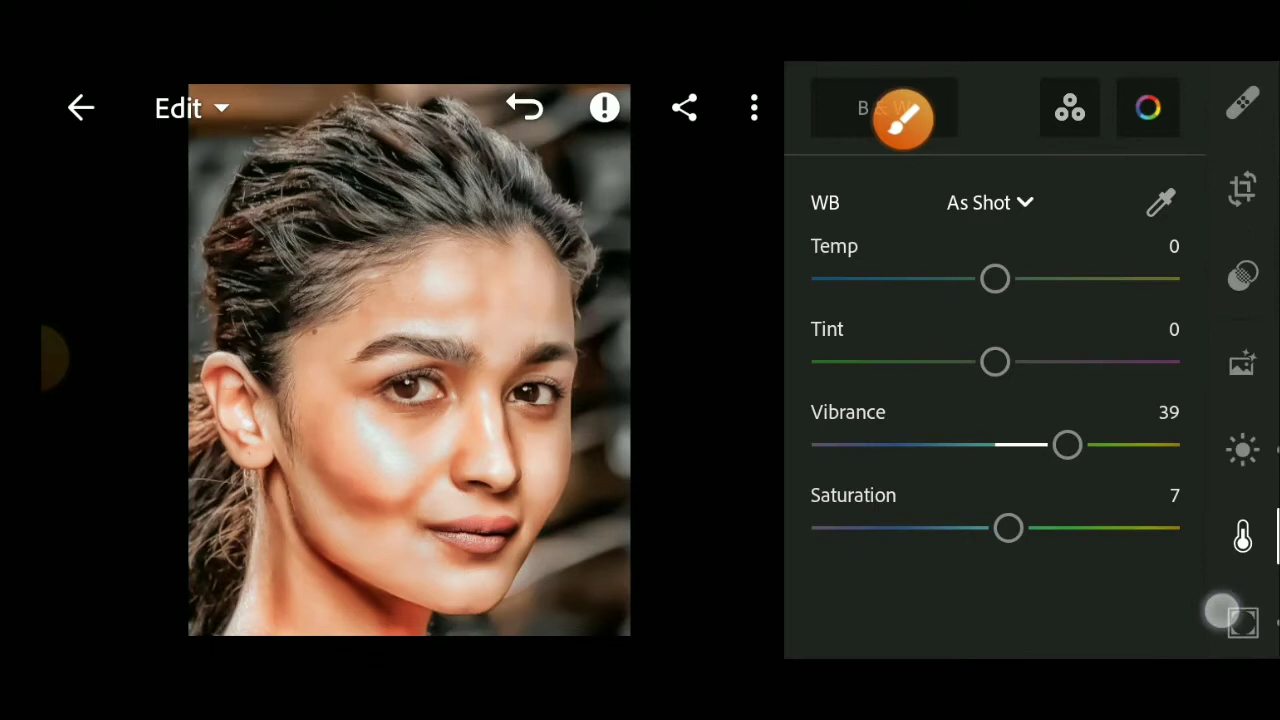 Edit
B & W
WB As Shot
Temp 0
Tint 0
Vibrance 39
Saturation 7